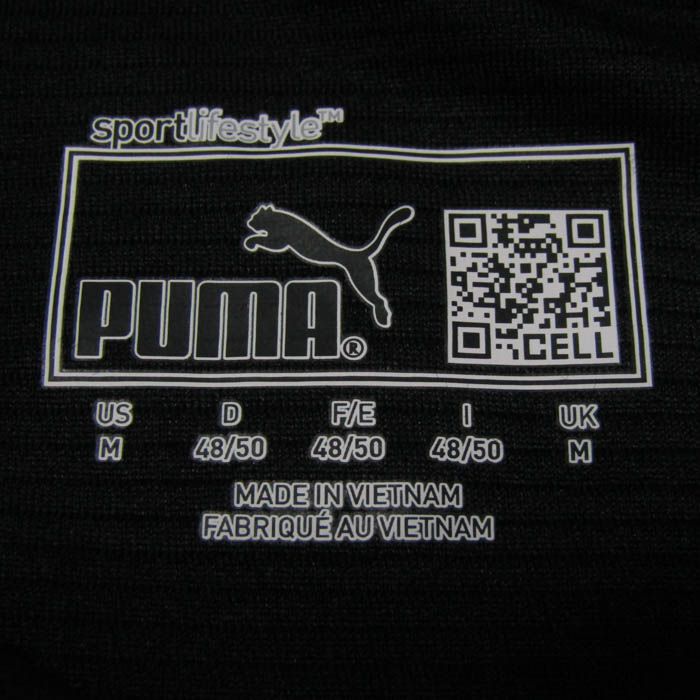 sportlifestyle™
PUMA®
CELL
US D F/E I UK
M 48/50 48/50 48/50 M
MADE IN VIETNAM
FABRIQUÉ AU VIETNAM